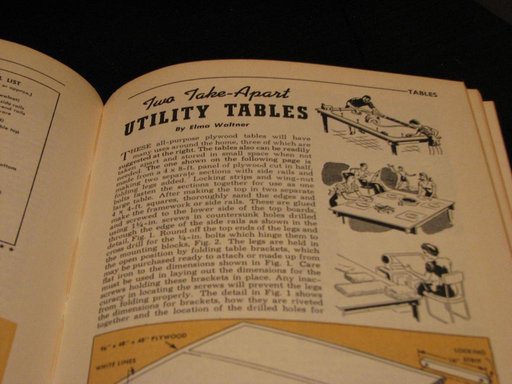 LIST
TABLES
Two Take-Apart
UTILITY TABLES
By Elma Waltner
THESE all-purpose plywood tables will have
many uses around the home, three of which are
suggested at right. The tables also can be readily
taken apart and stored in small space when not
needed. The one shown on the following page is
made from a 4 x 8-ft. panel of plywood cut in half,
making two separate sections with side rails and
folding legs added. Locking strips and wing-nut
bolts fasten the sections together for use as one
large table. After making the top in two separate
4 x 4-ft. squares, thoroughly sand the edges and
make the framework or side rails. These are glued
and screwed to the underside of the top boards,
using 1¼-in. screws in countersunk holes drilled
through the edge of the side rails as shown in the
detail, Fig. 1. Round off the top ends of the legs and
cross drill for the ¼-in. bolts which hinge them to
the mounting blocks, Fig. 2. The legs are held in
the open position by folding table brackets, which
may be purchased ready to attach or made up from
flat iron to the dimensions shown in Fig. 1. Care
must be used in laying out the dimensions for the
screws holding these brackets in place. Any inac-
curacy in locating the screws will prevent the legs
from folding properly. The detail in Fig. 1 shows
the dimensions for brackets, how they are riveted
together and the location of the drilled holes for
48" x 48" PLYWOOD
WHITE LINES
LOCKING
STRIP